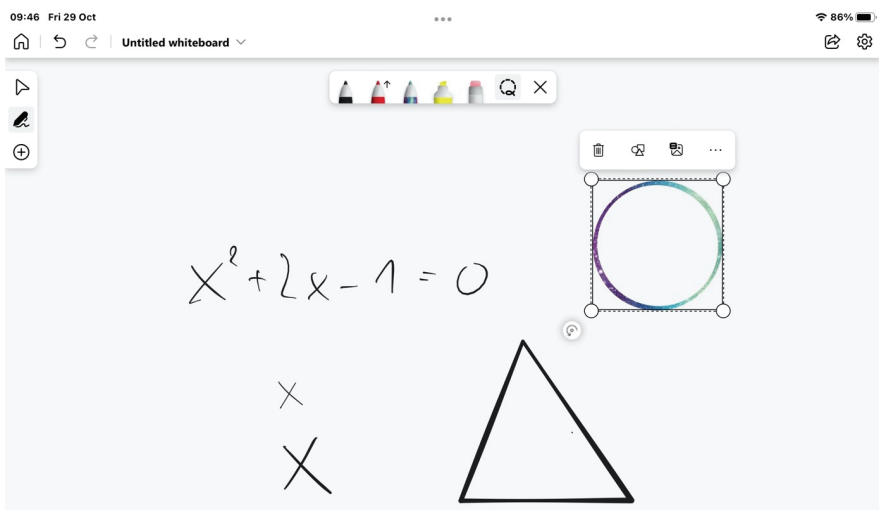 09:46 Fri 29 Oct
86%
Untitled whiteboard
x² + 2x - 1 = 0
x
x